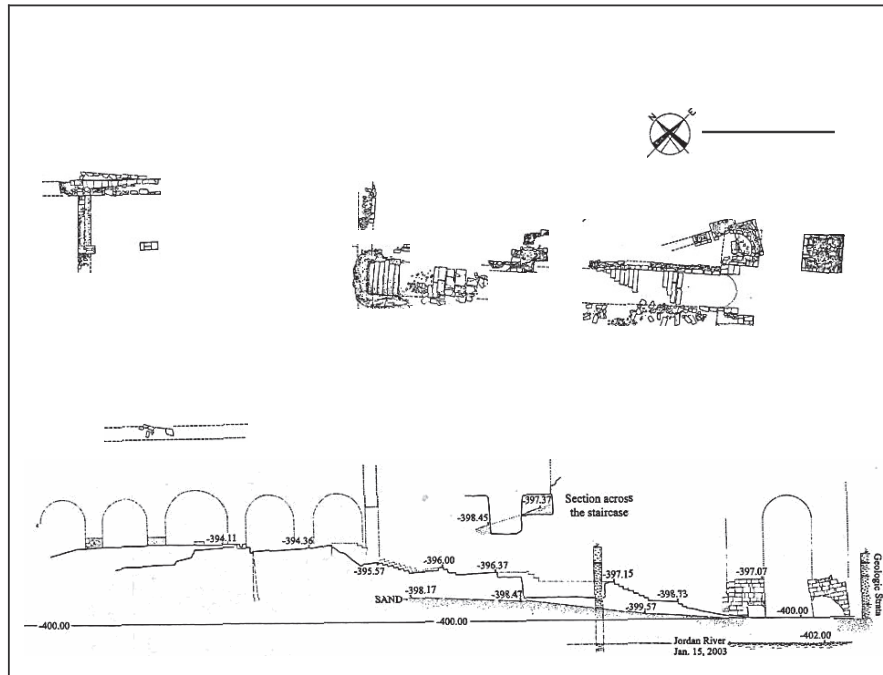 N E
-397.37
Section across
the staircase
-398.45
-394.11
-394.36
-395.57
-396.00
-396.37
-397.15
-397.07
-398.17
-398.47
-398.73
SAND
-399.57
-400.00
-400.00
-400.00
-402.00
Jordan River
Jan. 15, 2003
Geologic Strata